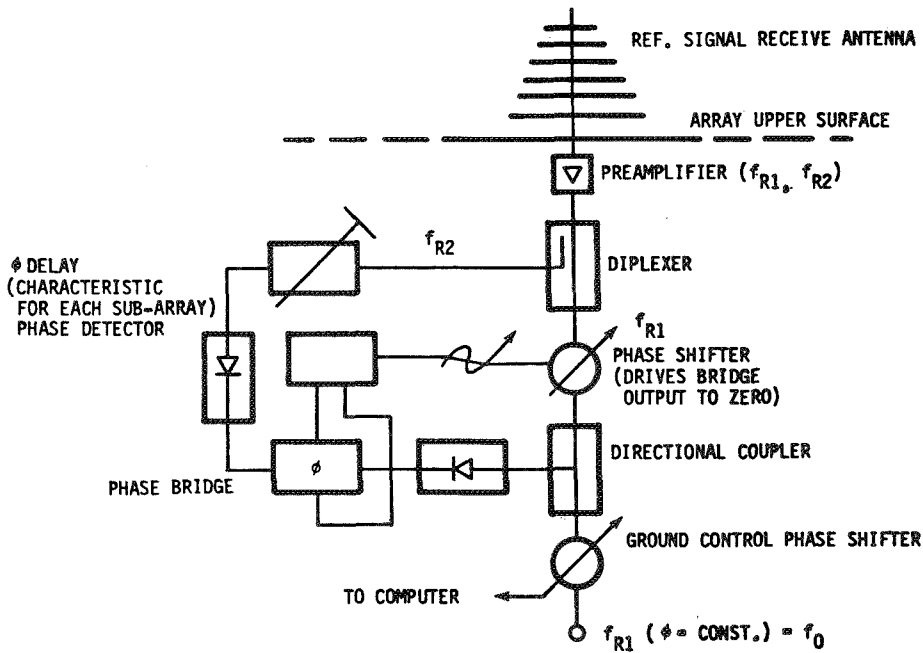 REF. SIGNAL RECEIVE ANTENNA
ARRAY UPPER SURFACE
PREAMPLIFIER (fR1, fR2)
fR2
DIPLEXER
ϕ DELAY
(CHARACTERISTIC
FOR EACH SUB-ARRAY)
PHASE DETECTOR
fR1
PHASE SHIFTER
(DRIVES BRIDGE
OUTPUT TO ZERO)
DIRECTIONAL COUPLER
ϕ
PHASE BRIDGE
GROUND CONTROL PHASE SHIFTER
TO COMPUTER
fR1 (ϕ = CONST.) = f0